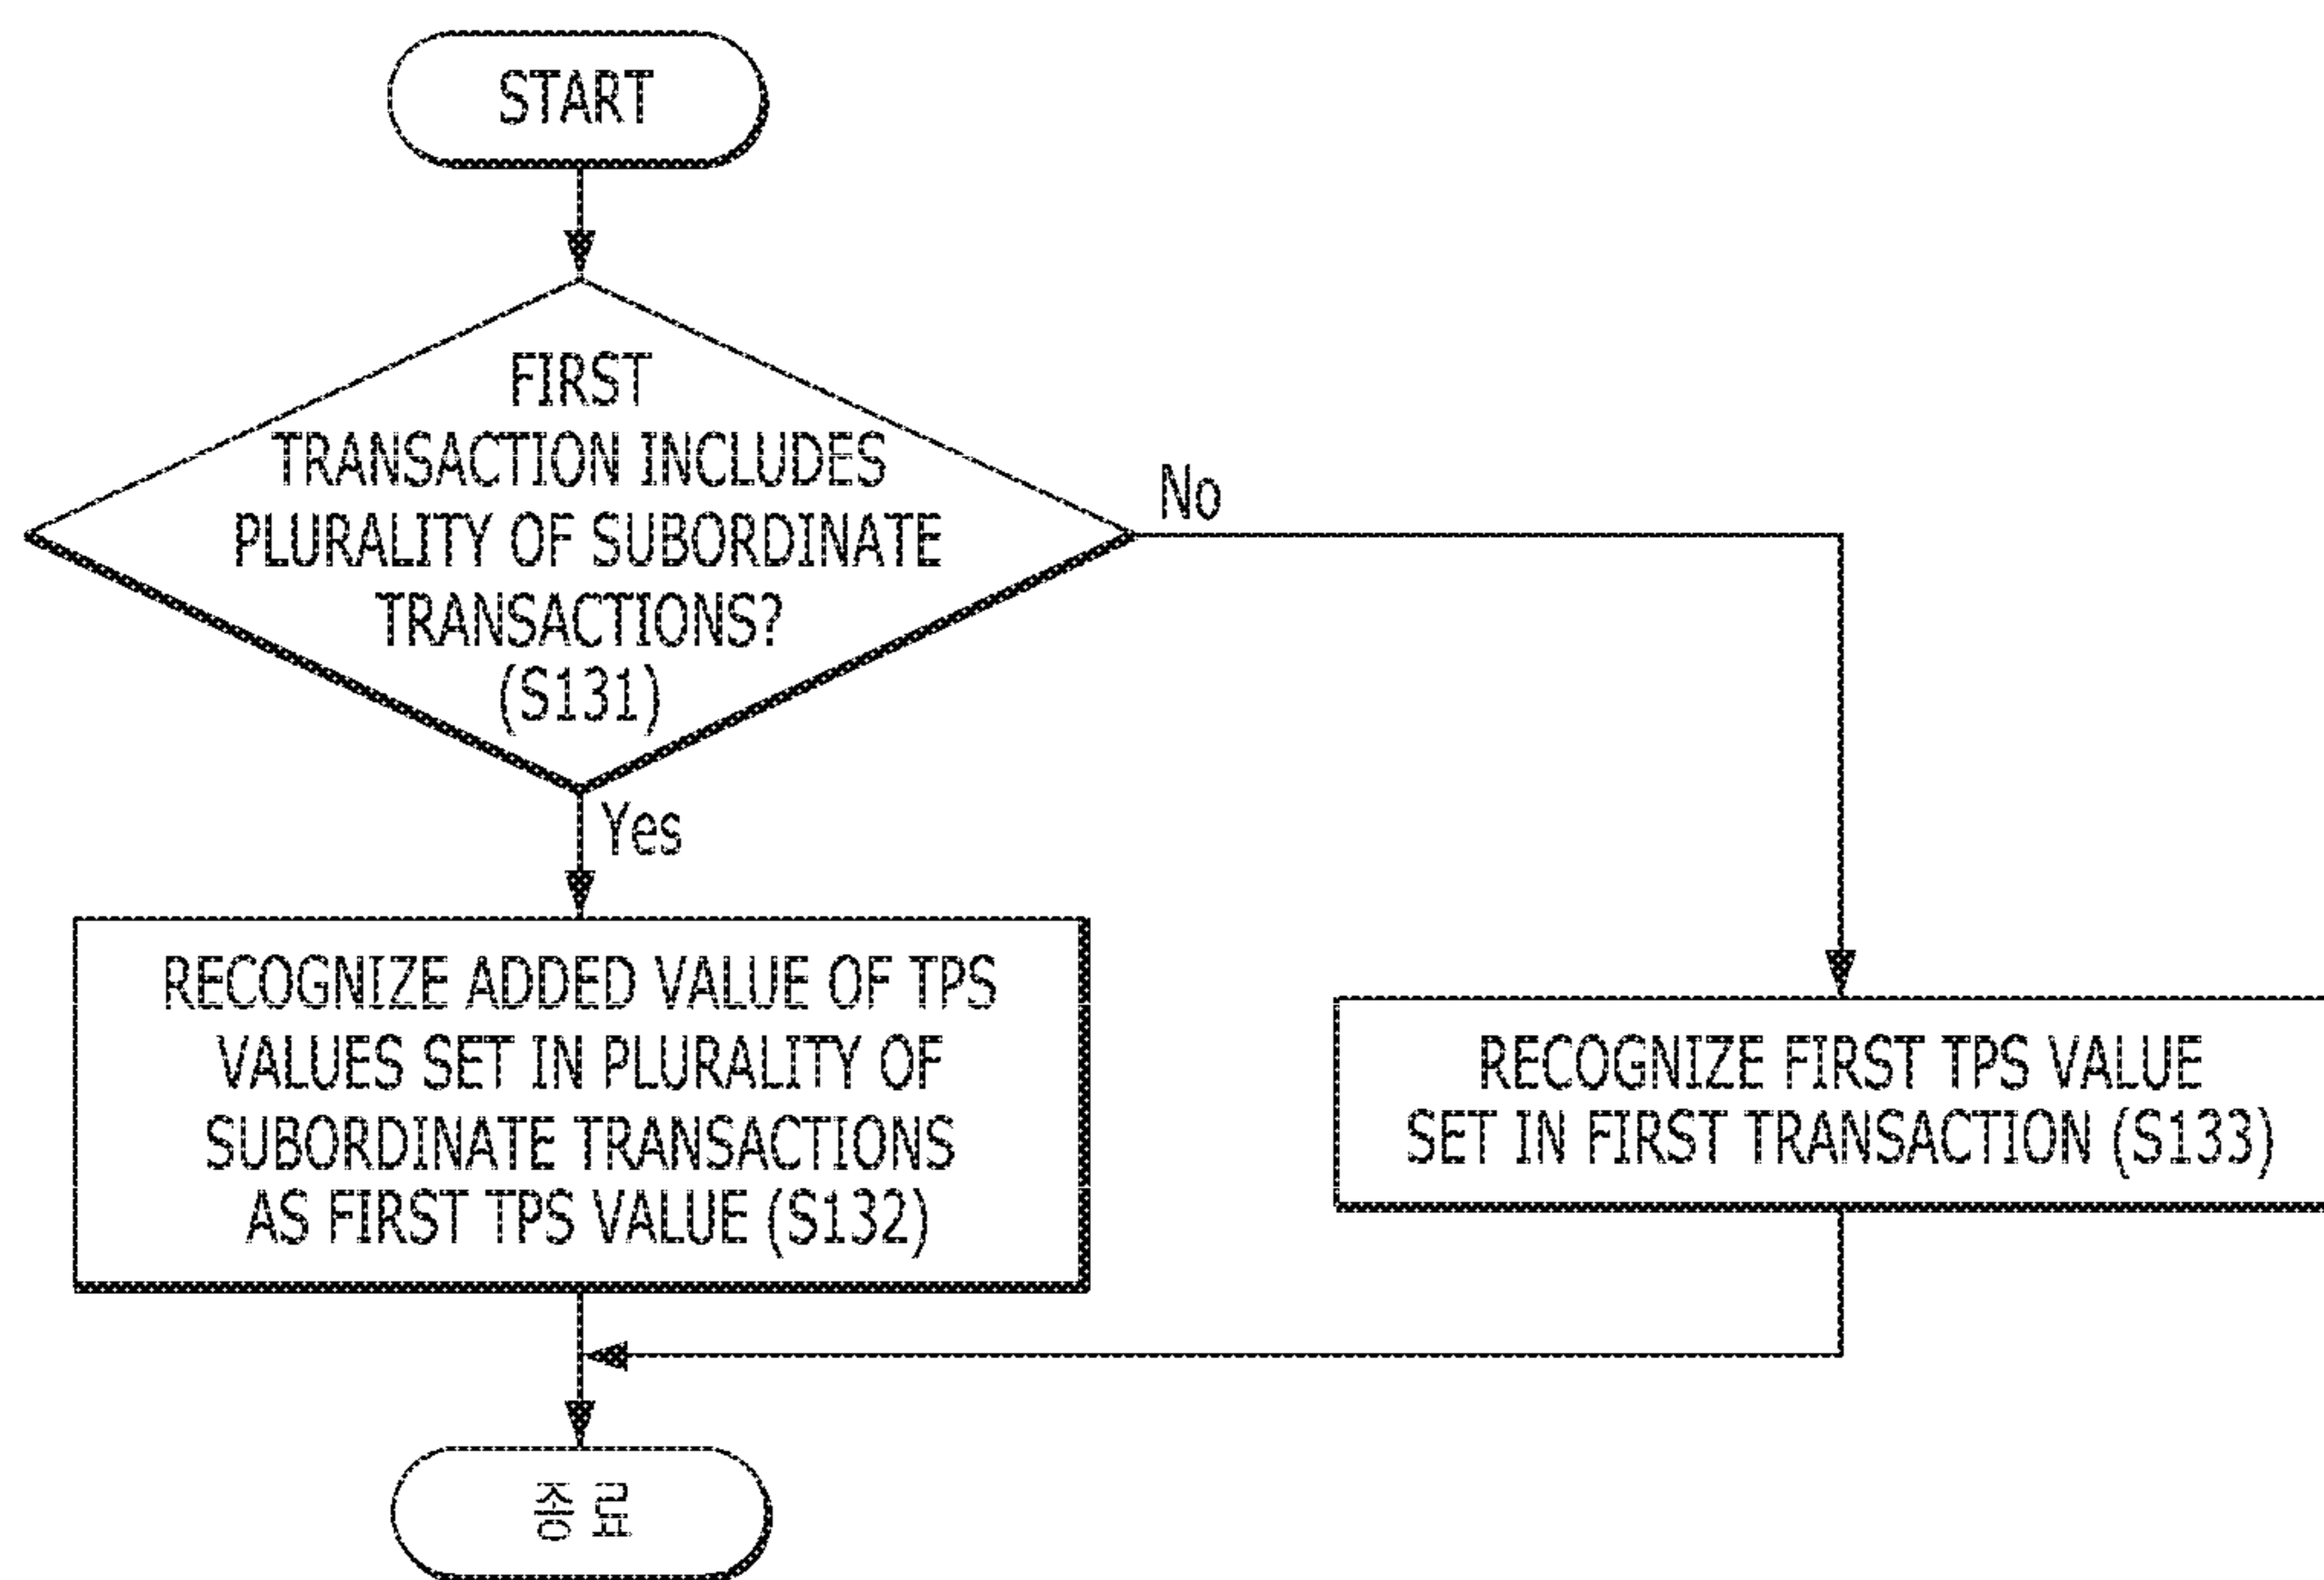 START
FIRST
TRANSACTION INCLUDES
PLURALITY OF SUBORDINATE
TRANSACTIONS?
(S131)
No
Yes
RECOGNIZE ADDED VALUE OF TPS
VALUES SET IN PLURALITY OF
SUBORDINATE TRANSACTIONS
AS FIRST TPS VALUE (S132)
RECOGNIZE FIRST TPS VALUE
SET IN FIRST TRANSACTION (S133)
종 료